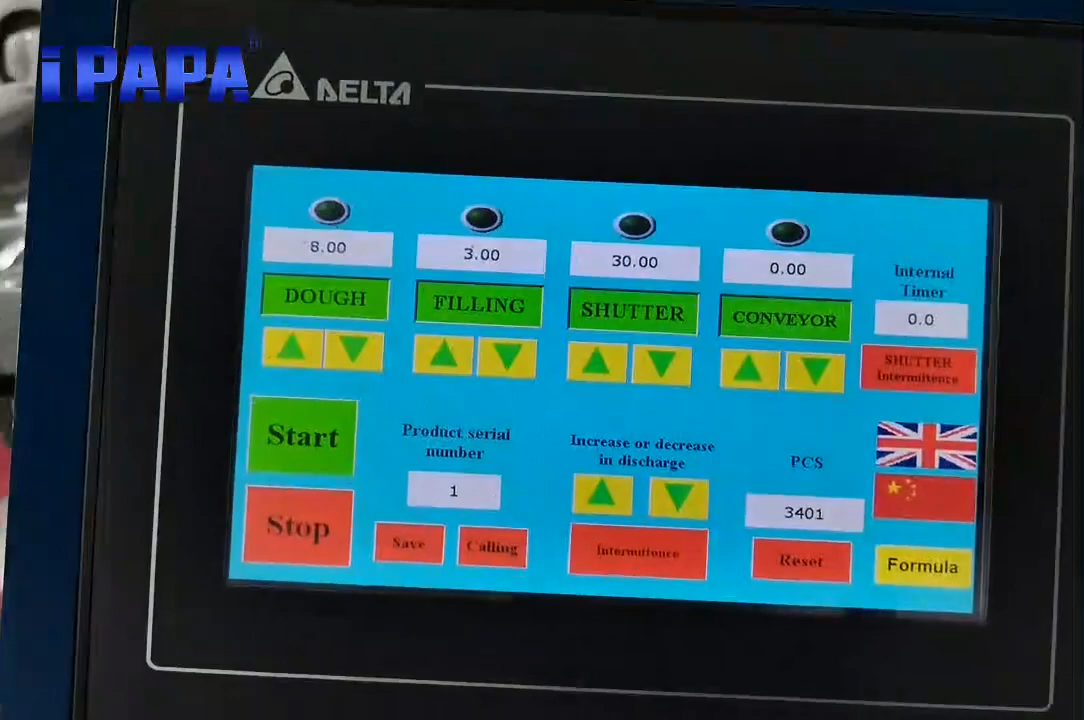 iPAPA
DELTA
8.00
3.00
30.00
0.00
Internal
Timer
0.0
DOUGH
FILLING
SHUTTER
CONVEYOR
SHUTTER
Intermittence
Start
Product serial
number
Increase or decrease
in discharge
PCS
1
3401
Stop
Save
Calling
Intermittence
Reset
Formula